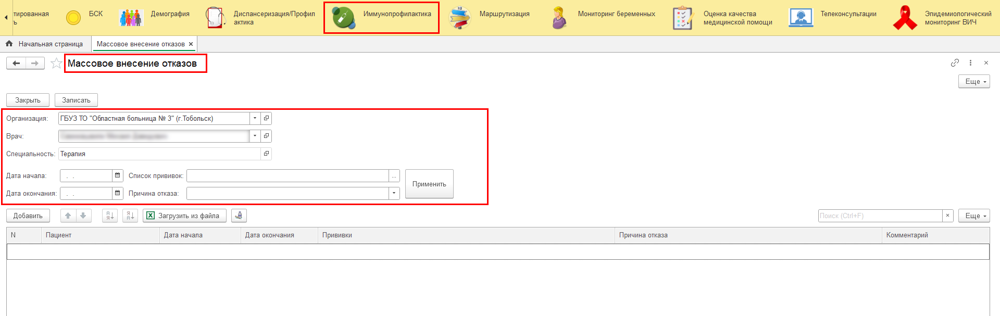 тированная
ть
БСК
Демография
Диспансеризация/Профил
актика
Иммунопрофилактика
Маршрутизация
Мониторинг беременных
Оценка качества
медицинской помощи
Телеконсультации
Эпидемиологический
мониторинг ВИЧ
Начальная страница
Массовое внесение отказов ×
Массовое внесение отказов
Еще
Закрыть
Записать
Организация: ГБУЗ ТО "Областная больница № 3" (г.Тобольск)
Врач:
Специальность: Терапия
Дата начала: . . Список прививок: ...
Дата окончания: . . Причина отказа:
Применить
Добавить
Загрузить из файла
Поиск (Ctrl+F) ×
Еще
N Пациент Дата начала Дата окончания Прививки Причина отказа Комментарий